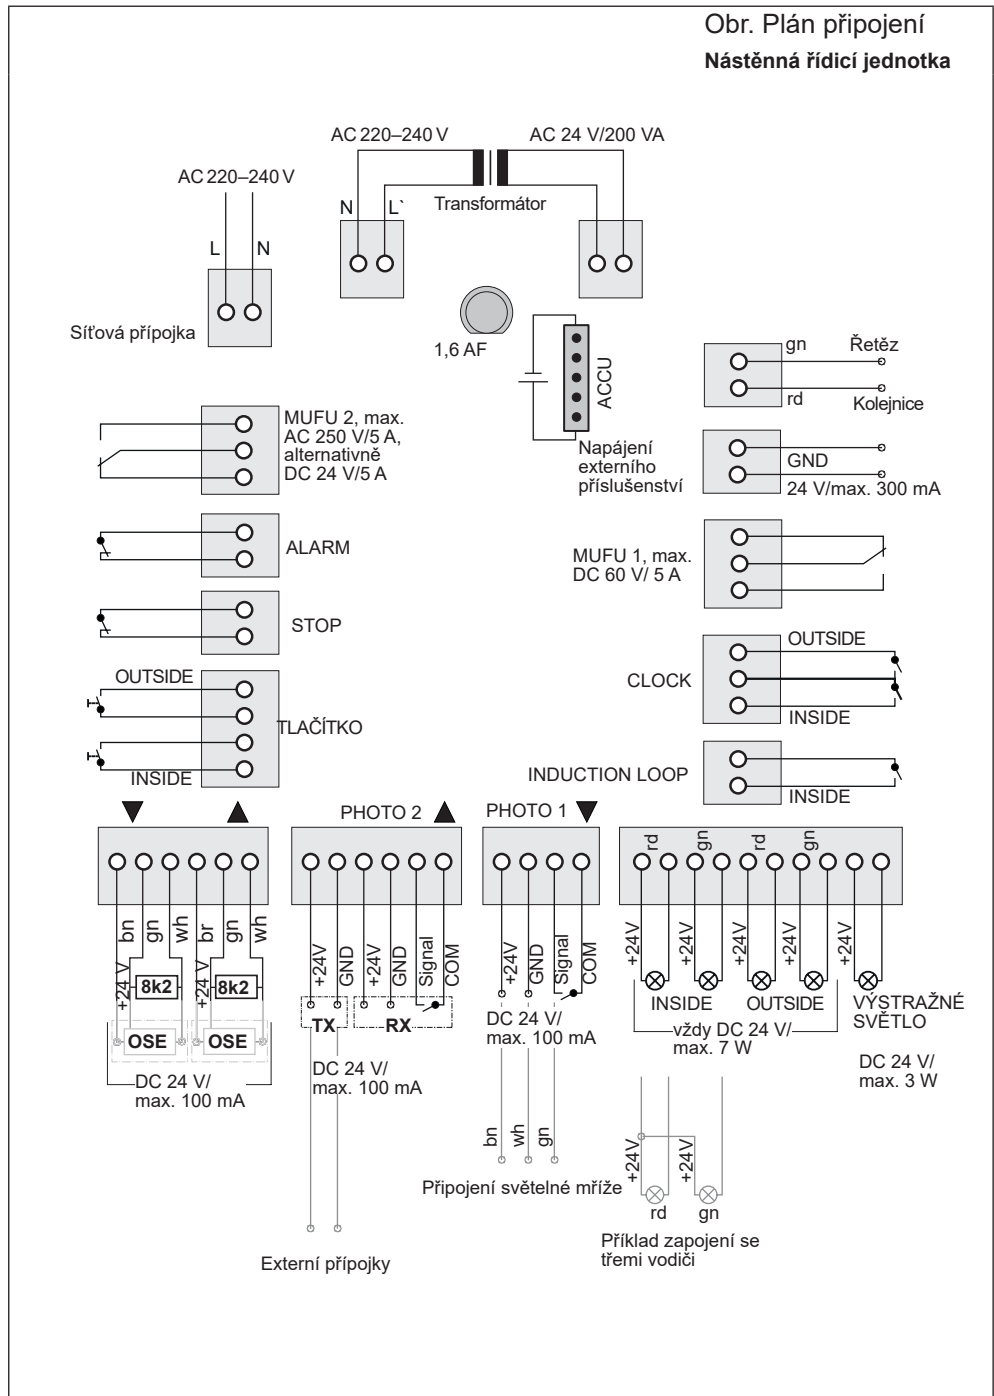 Obr. Plán připojení
Nástěnná řídicí jednotka
AC 220–240 V
AC 24 V/200 VA
AC 220–240 V
N
L`
Transformátor
L
N
Síťová přípojka
1,6 AF
ACCU
gn
Řetěz
rd
Kolejnice
MUFU 2, max.
AC 250 V/5 A,
alternativně
DC 24 V/5 A
Napájení
externího
příslušenství
GND
24 V/max. 300 mA
ALARM
MUFU 1, max.
DC 60 V/ 5 A
STOP
OUTSIDE
TLAČÍTKO
INSIDE
OUTSIDE
CLOCK
INSIDE
INDUCTION LOOP
INSIDE
PHOTO 2
PHOTO 1
rd
gn
rd
gn
bn
gn
wh
br
gn
wh
+24 V
8k2
+24 V
8k2
OSE
OSE
DC 24 V/
max. 100 mA
+24V
GND
+24V
GND
Signal
COM
TX
RX
DC 24 V/
max. 100 mA
Externí přípojky
+24V
GND
Signal
COM
DC 24 V/
max. 100 mA
bn
wh
gn
Připojení světelné mříže
+24V
+24V
+24V
+24V
+24V
INSIDE
OUTSIDE
VÝSTRAŽNÉ
SVĚTLO
vždy DC 24 V/
max. 7 W
DC 24 V/
max. 3 W
+24V
+24V
rd
gn
Příklad zapojení se
třemi vodiči